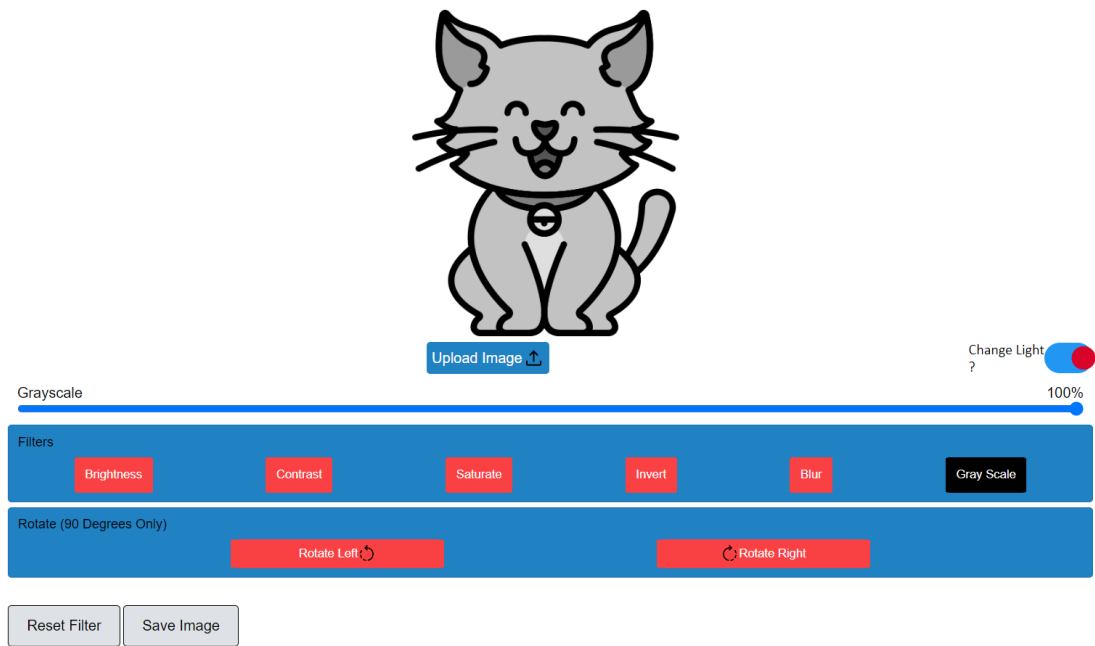 Upload Image
Change Light
?
Grayscale 100%
Filters
Brightness Contrast Saturate Invert Blur Gray Scale
Rotate (90 Degrees Only)
Rotate Left Rotate Right
Reset Filter Save Image